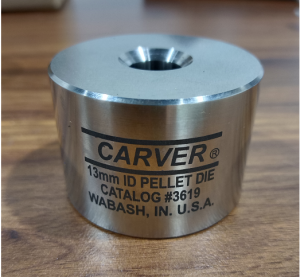 CARVER®
13mm ID PELLET DIE
CATALOG #3619
WABASH, IN. U.S.A.